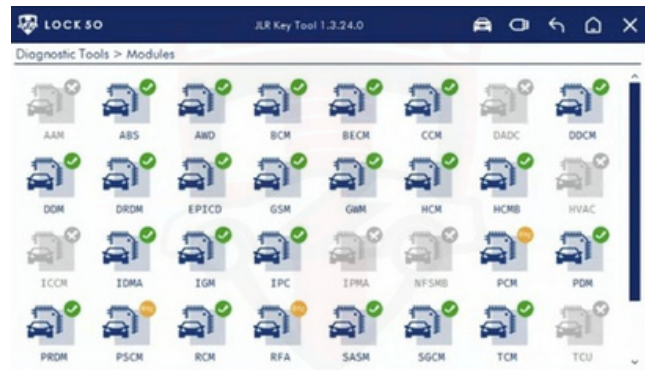 LOCK 50
JLR Key Tool 1.3.24.0
Diagnostic Tools > Modules
AAM ABS AWD BCM BECM CCM DADC DDCM
DDM DRDM EPICD GSM GWM HCM HCMB HVAC
ICCM IDMA IGM IPC IPMA NFSMB PCM PDM
PRDM PSCM RCM RFA SASM SGCM TCM TCU